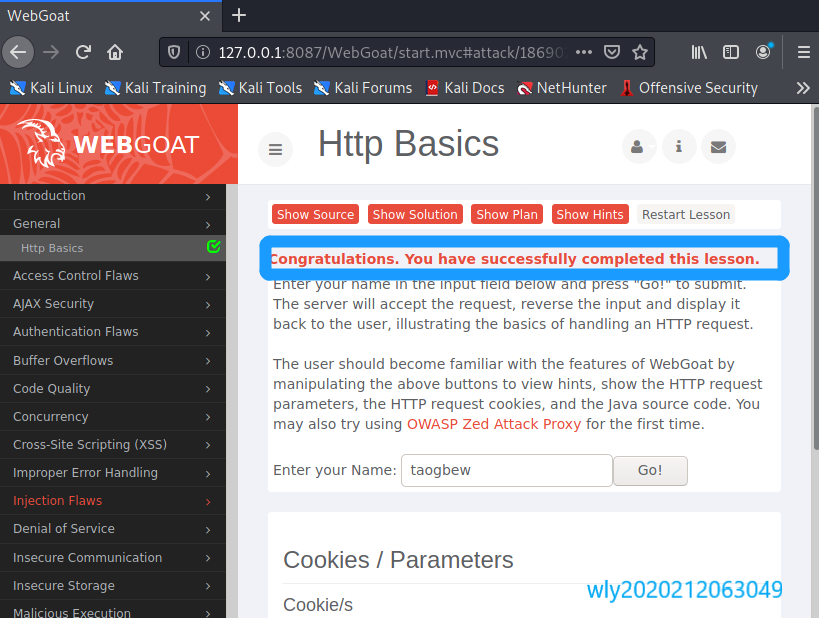 WebGoat
127.0.0.1:8087/WebGoat/start.mvc#attack/18690
Kali Linux
Kali Training
Kali Tools
Kali Forums
Kali Docs
NetHunter
Offensive Security
WEBGOAT
Http Basics
Introduction
General
Http Basics
Access Control Flaws
AJAX Security
Authentication Flaws
Buffer Overflows
Code Quality
Concurrency
Cross-Site Scripting (XSS)
Improper Error Handling
Injection Flaws
Denial of Service
Insecure Communication
Insecure Storage
Malicious Execution
Show Source
Show Solution
Show Plan
Show Hints
Restart Lesson
Congratulations. You have successfully completed this lesson.
Enter your name in the input field below and press "Go!" to submit.
The server will accept the request, reverse the input and display it
back to the user, illustrating the basics of handling an HTTP request.
The user should become familiar with the features of WebGoat by
manipulating the above buttons to view hints, show the HTTP request
parameters, the HTTP request cookies, and the Java source code. You
may also try using OWASP Zed Attack Proxy for the first time.
Enter your Name: taogbew Go!
Cookies / Parameters
Cookie/s
wly2020212063049